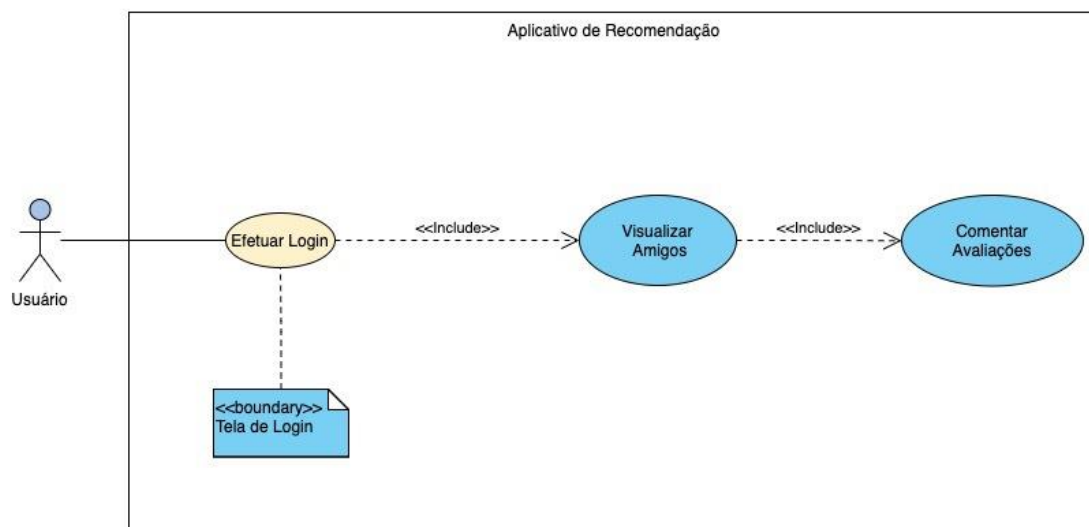 Aplicativo de Recomendação
Usuário
Efetuar Login
<<Include>>
Visualizar
Amigos
<<Include>>
Comentar
Avaliações
<<boundary>>
Tela de Login